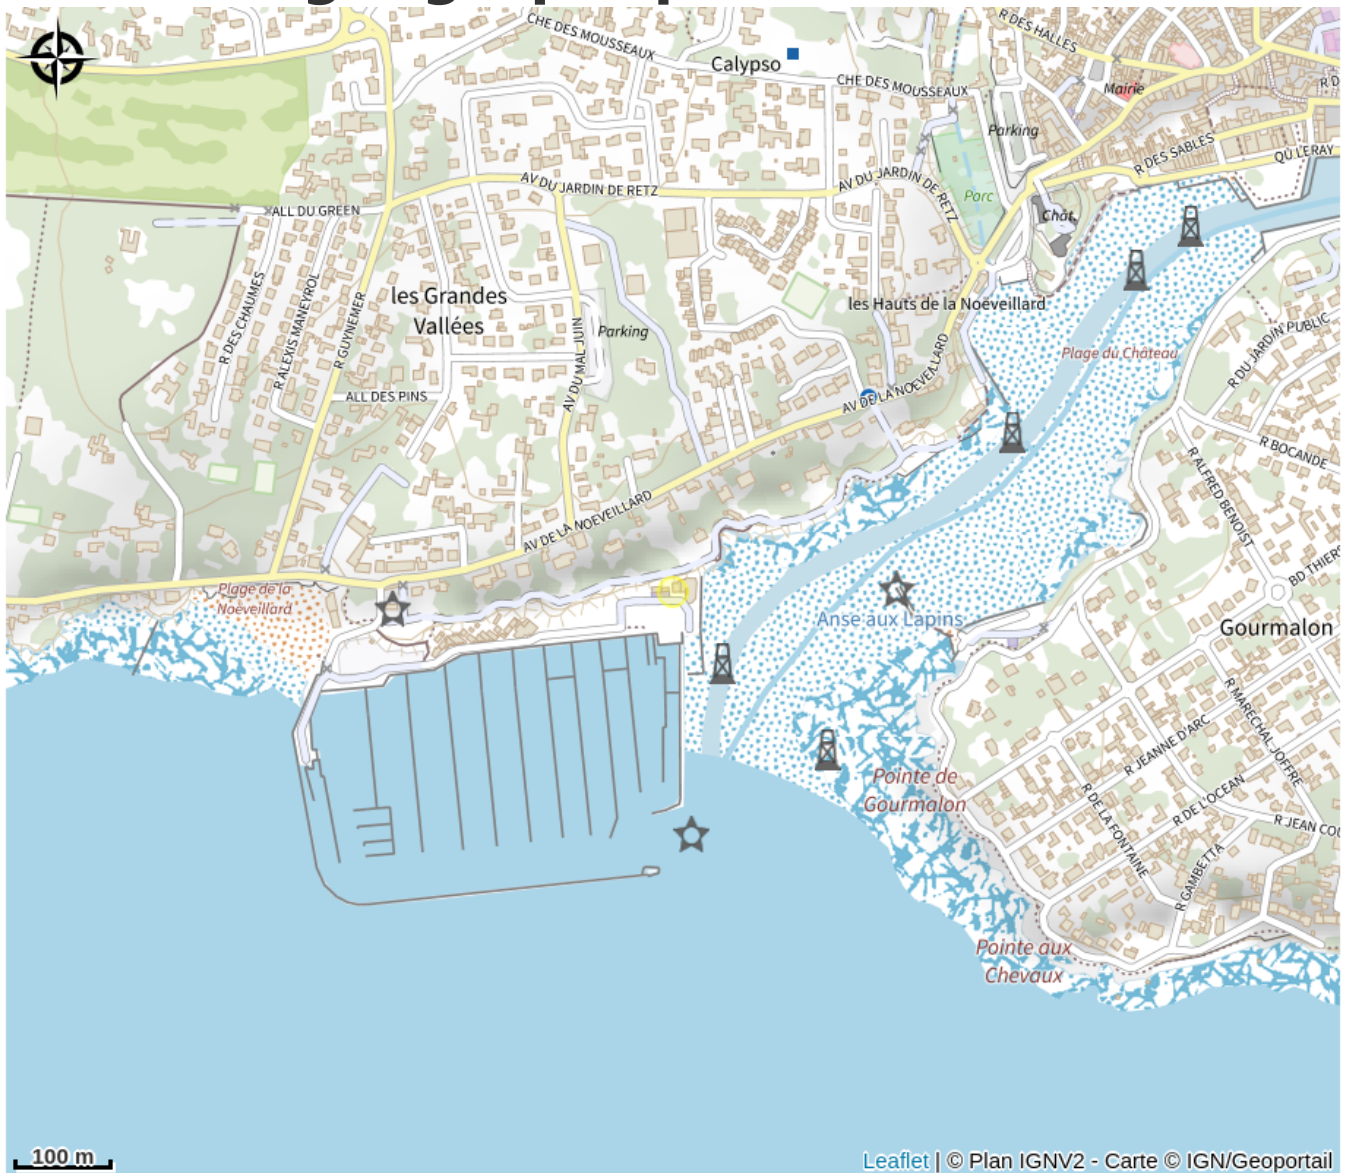 CHE DES MOUSSEAUX
R DES HALLES
Calypso
CHE DES MOUSSEAUX
Mairie
Parking
R DES SABLES
QU LERAY
AV DU JARDIN DE RETZ
AV DU JARDIN DE RETZ
Parc
Chât.
ALL DU GREEN
R DES CHAUMES
R ALEXIS MANEYROL
R GUYNEMER
les Grandes
Vallées
Parking
AV DU MAL JUIN
les Hauts de la Noëveillard
Plage du Château
R DU JARDIN PUBLIC
ALL DES PINS
AV DE LA NOEVEILLARD
R BOCANDE
R ALFRED BENOIST
AV DE LA NOEVEILLARD
BD THIERS
Plage de la
Noëveillard
Anse aux Lapins
Gourmalon
R MARECHAL JOFFRE
R JEANNE D'ARC
Pointe de
Gourmalon
R DE LA FONTAINE
R DE L'OCEAN
R JEAN COU
R GAMBETTA
Pointe aux
Chevaux
100 m
Leaflet | © Plan IGNV2 - Carte © IGN/Geoportail